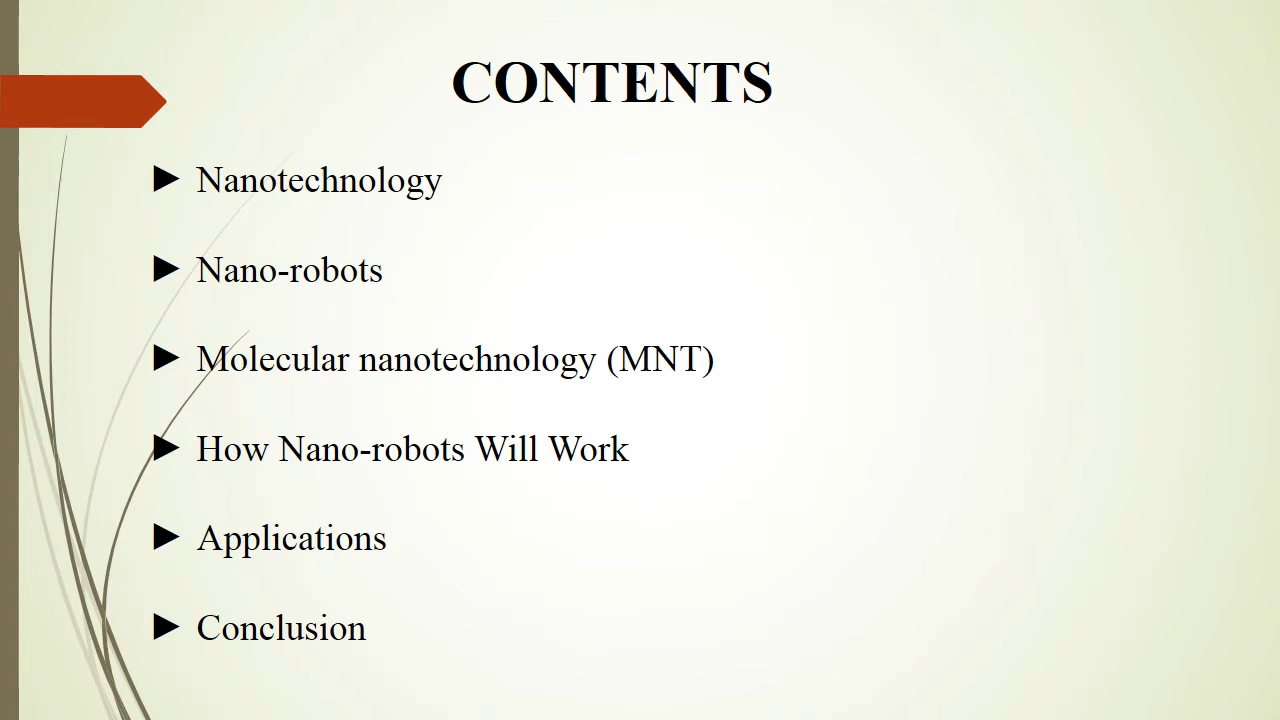 CONTENTS
Nanotechnology
Nano-robots
Molecular nanotechnology (MNT)
How Nano-robots Will Work
Applications
Conclusion